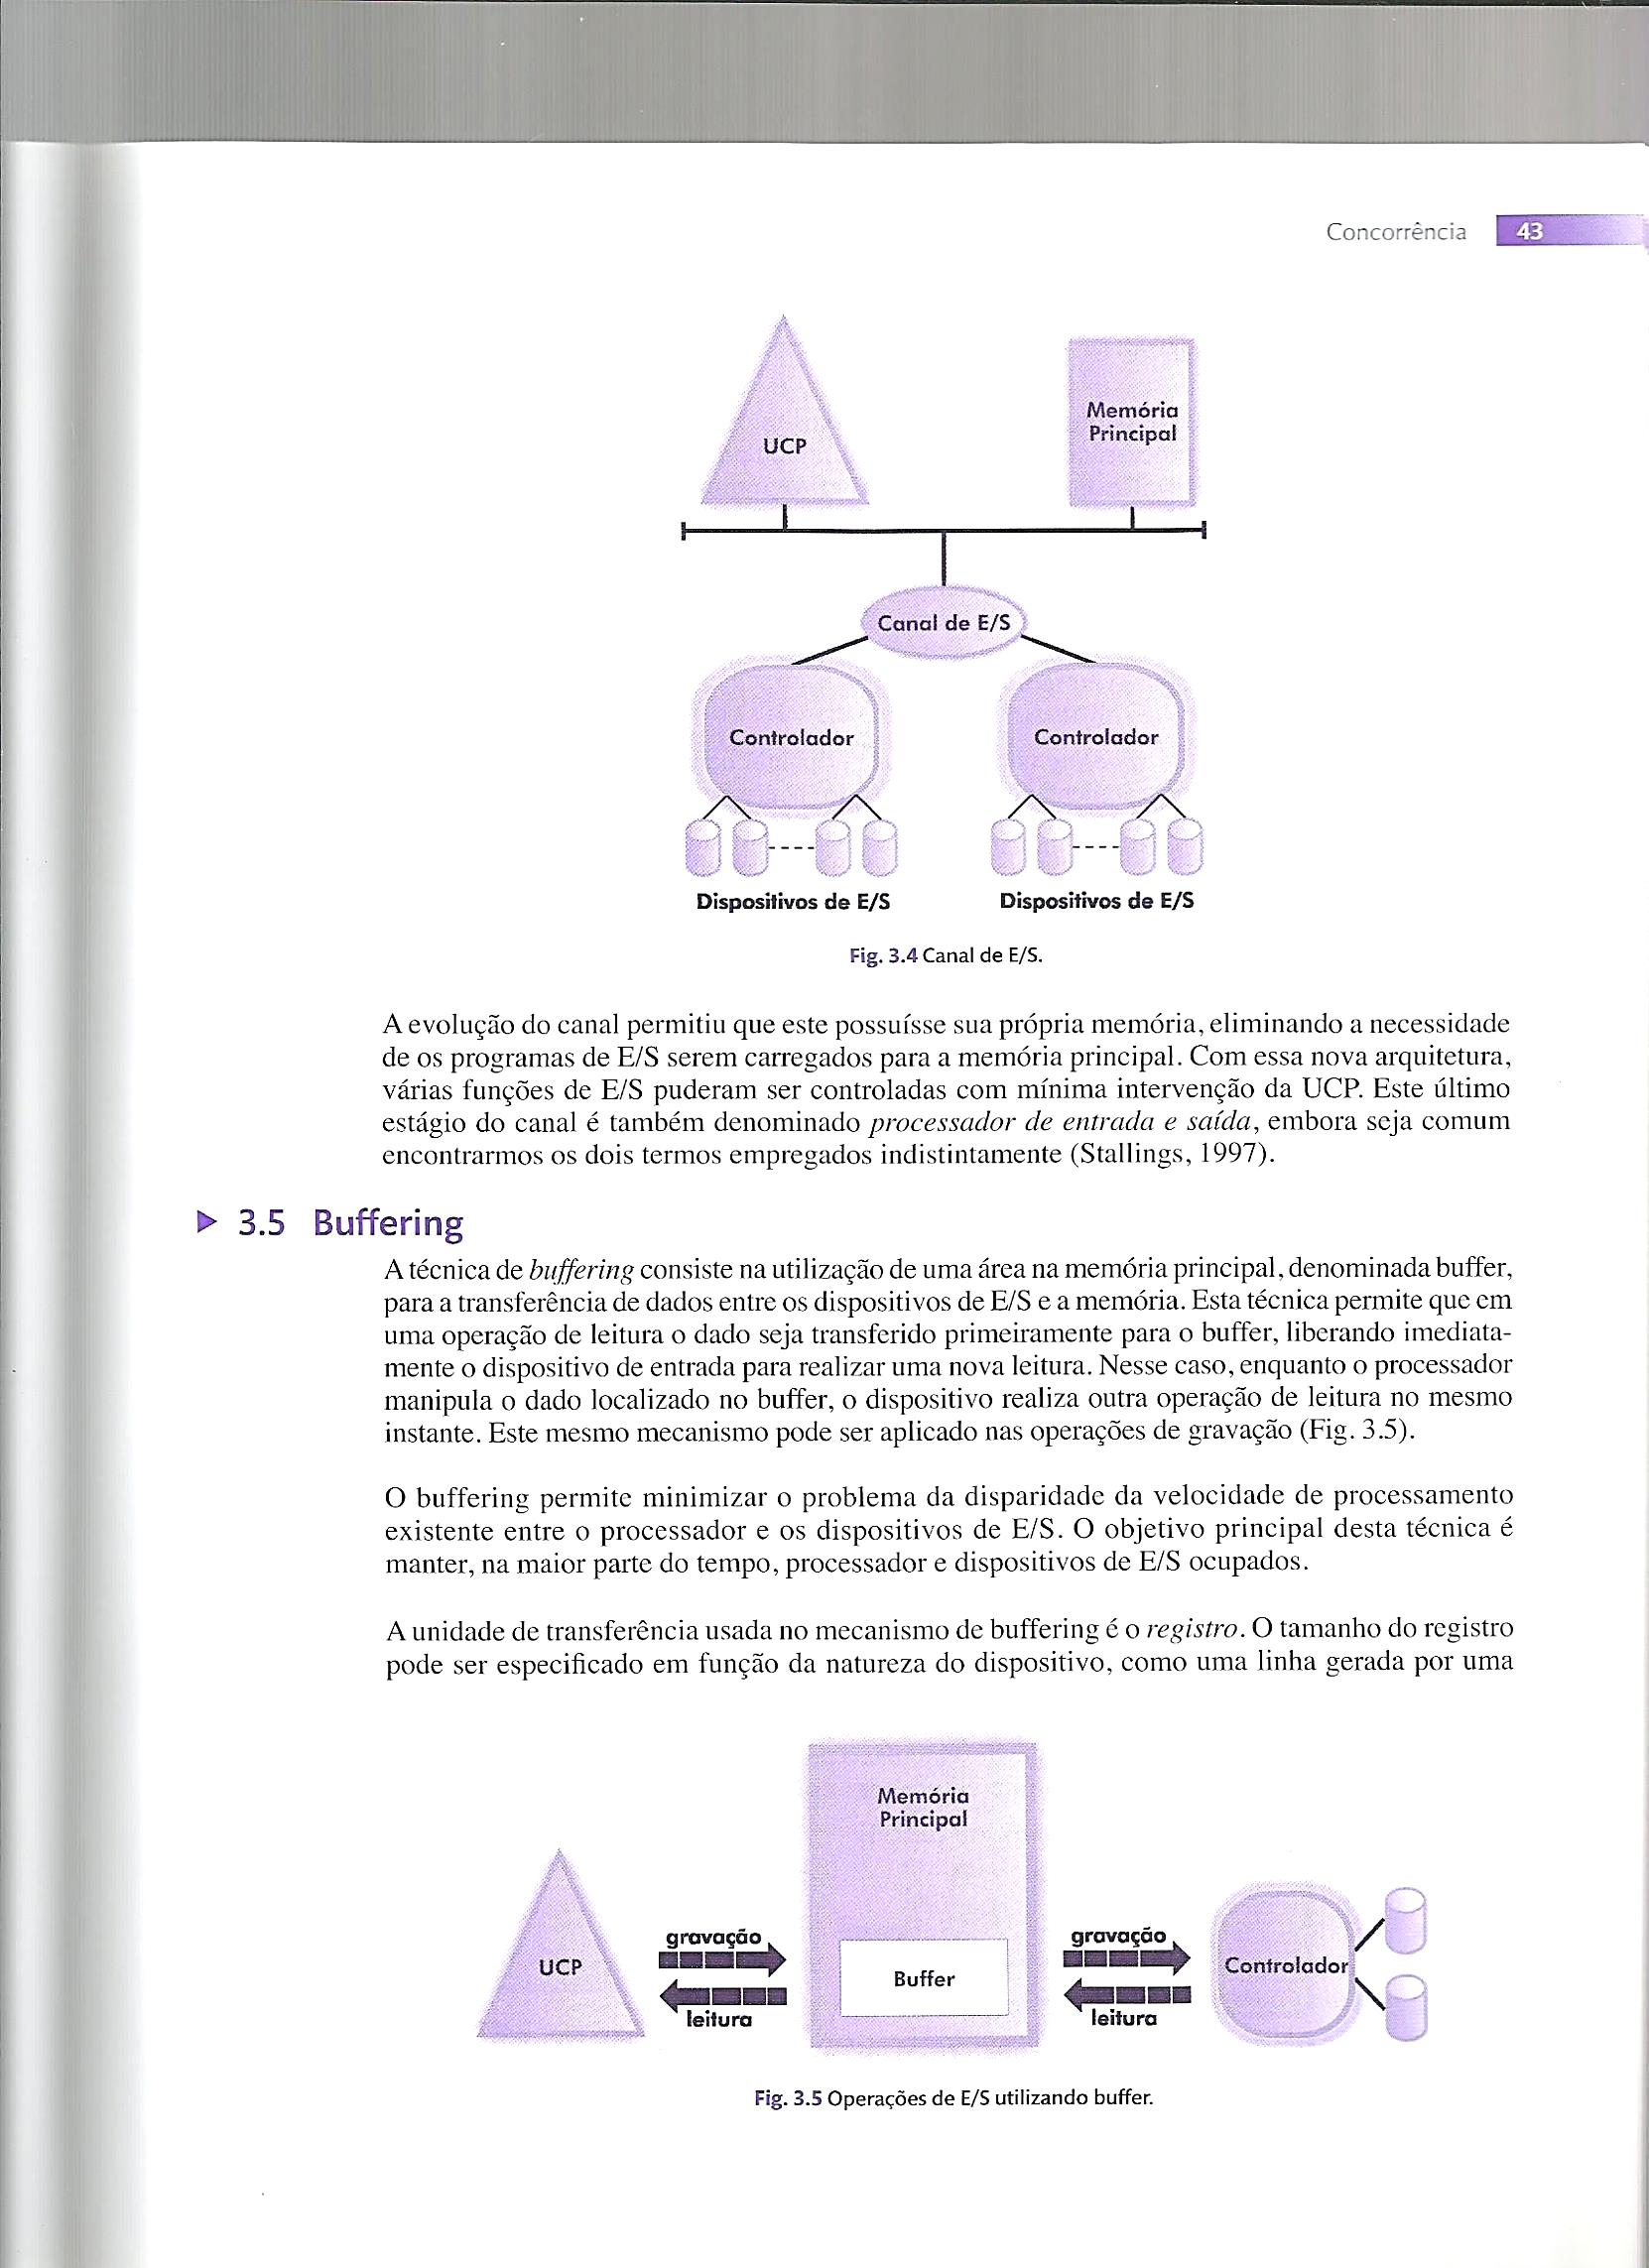 Concorrência 43
UCP
Memória
Principal
Canal de E/S
Controlador
Controlador
Dispositivos de E/S
Dispositivos de E/S
Fig. 3.4 Canal de E/S.
A evolução do canal permitiu que este possuísse sua própria memória, eliminando a necessidade
de os programas de E/S serem carregados para a memória principal. Com essa nova arquitetura,
várias funções de E/S puderam ser controladas com mínima intervenção da UCP. Este último
estágio do canal é também denominado processador de entrada e saída, embora seja comum
encontrarmos os dois termos empregados indistintamente (Stallings, 1997).
3.5 Buffering
A técnica de buffering consiste na utilização de uma área na memória principal, denominada buffer,
para a transferência de dados entre os dispositivos de E/S e a memória. Esta técnica permite que em
uma operação de leitura o dado seja transferido primeiramente para o buffer, liberando imediata-
mente o dispositivo de entrada para realizar uma nova leitura. Nesse caso, enquanto o processador
manipula o dado localizado no buffer, o dispositivo realiza outra operação de leitura no mesmo
instante. Este mesmo mecanismo pode ser aplicado nas operações de gravação (Fig. 3.5).
O buffering permite minimizar o problema da disparidade da velocidade de processamento
existente entre o processador e os dispositivos de E/S. O objetivo principal desta técnica é
manter, na maior parte do tempo, processador e dispositivos de E/S ocupados.
A unidade de transferência usada no mecanismo de buffering é o registro. O tamanho do registro
pode ser especificado em função da natureza do dispositivo, como uma linha gerada por uma
Memória
Principal
UCP
gravação
leitura
Buffer
gravação
leitura
Controlador
Fig. 3.5 Operações de E/S utilizando buffer.